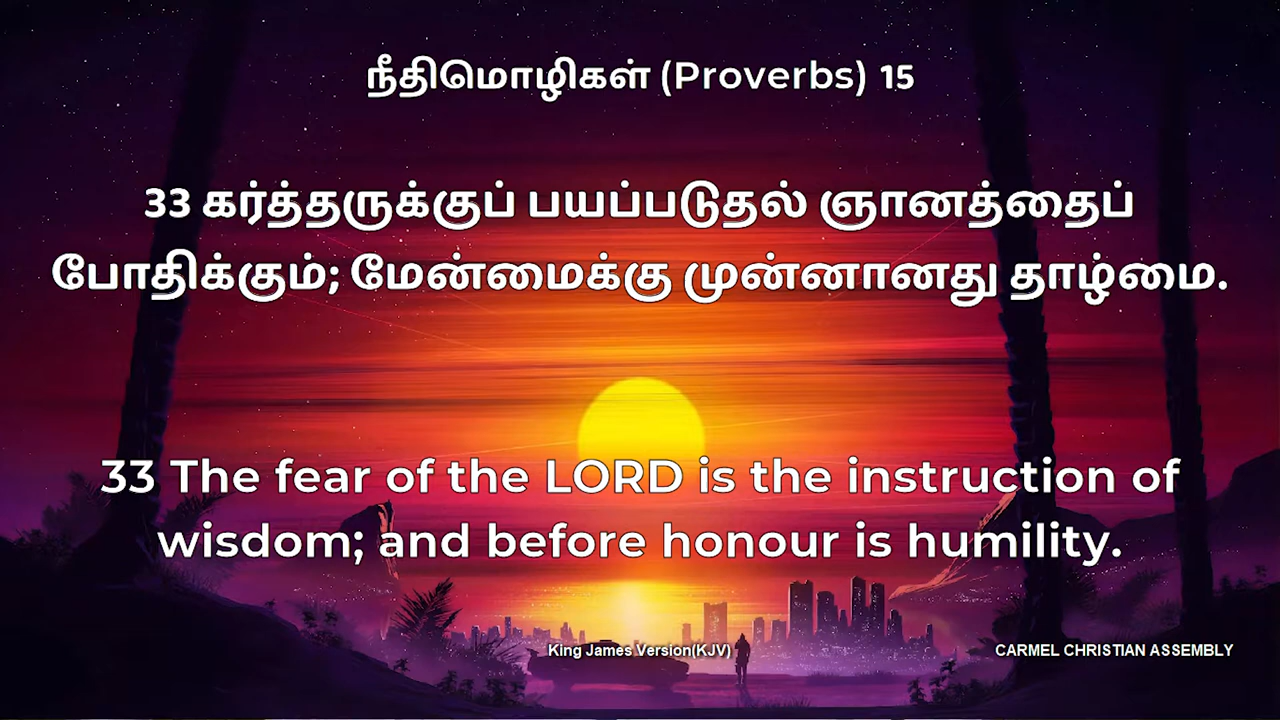 நீதிமொழிகள் (Proverbs) 15
33 கர்த்தருக்குப் பயப்படுதல் ஞானத்தைப்
போதிக்கும்; மேன்மைக்கு முன்னானது தாழ்மை.
33 The fear of the LORD is the instruction of
wisdom; and before honour is humility.
King James Version(KJV)
CARMEL CHRISTIAN ASSEMBLY